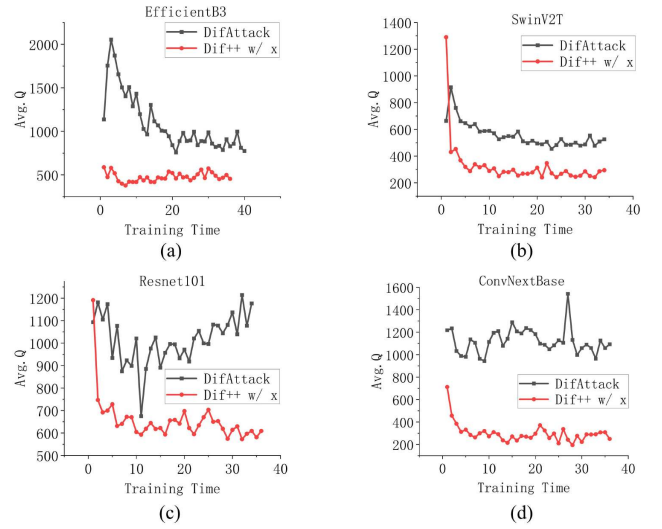 EfficientB3
DifAttack
Dif++ w/ x
Avg. Q
2000
1500
1000
500
0
20
40
Training Time
(a)
SwinV2T
DifAttack
Dif++ w/ x
Avg. Q
1400
1200
1000
800
600
400
200
0
10
20
30
40
Training Time
(b)
Resnet101
DifAttack
Dif++ w/ x
Avg. Q
1200
1100
1000
900
800
700
600
500
0
10
20
30
40
Training Time
(c)
ConvNextBase
DifAttack
Dif++ w/ x
Avg. Q
1600
1400
1200
1000
800
600
400
200
0
10
20
30
40
Training Time
(d)